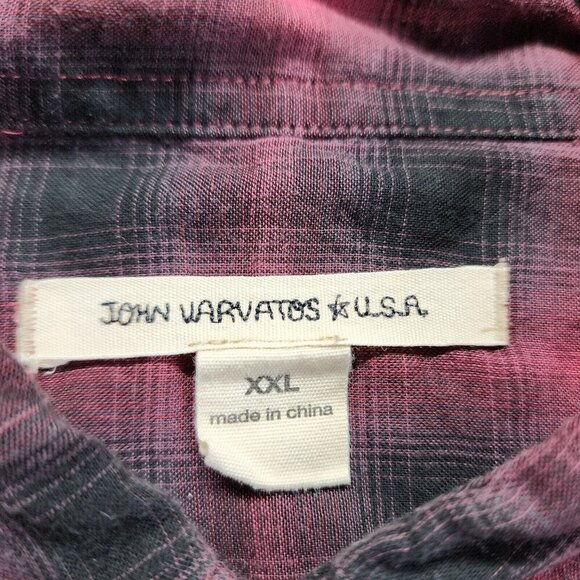 JOHN VARVATOS ☆ U.S.A.
XXL
made in china